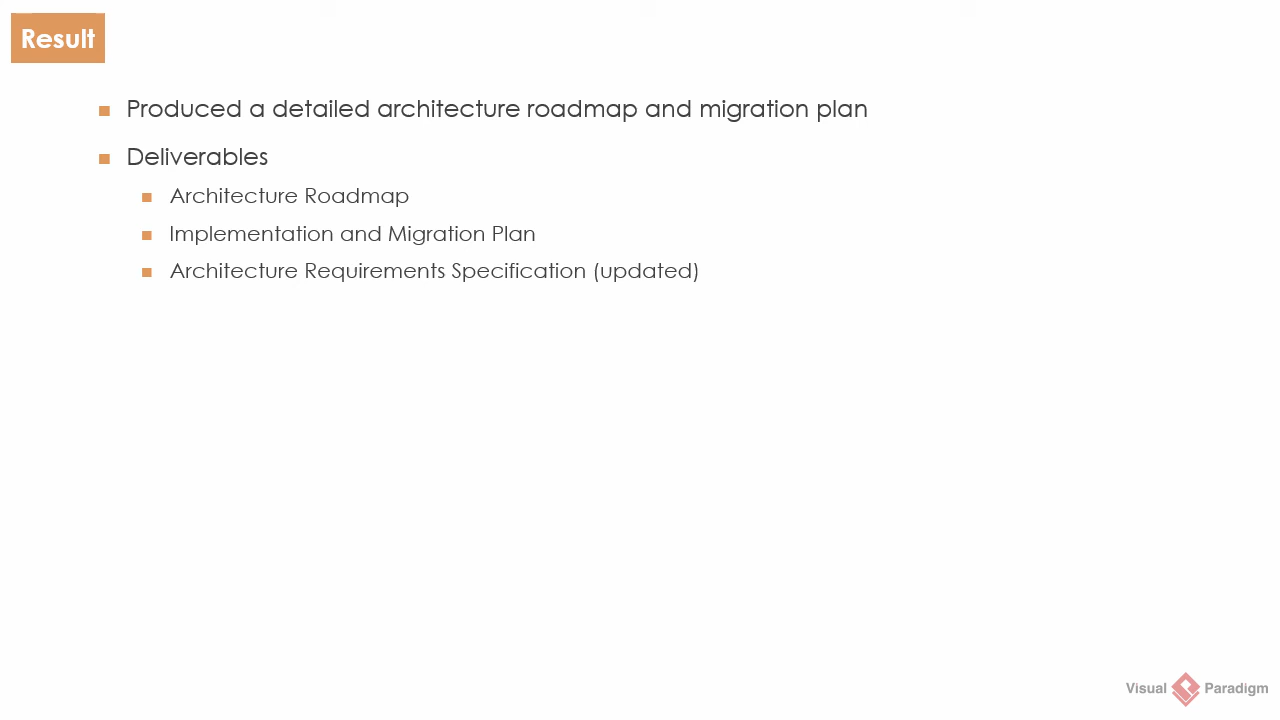 Result
Produced a detailed architecture roadmap and migration plan
Deliverables
Architecture Roadmap
Implementation and Migration Plan
Architecture Requirements Specification (updated)
Visual Paradigm